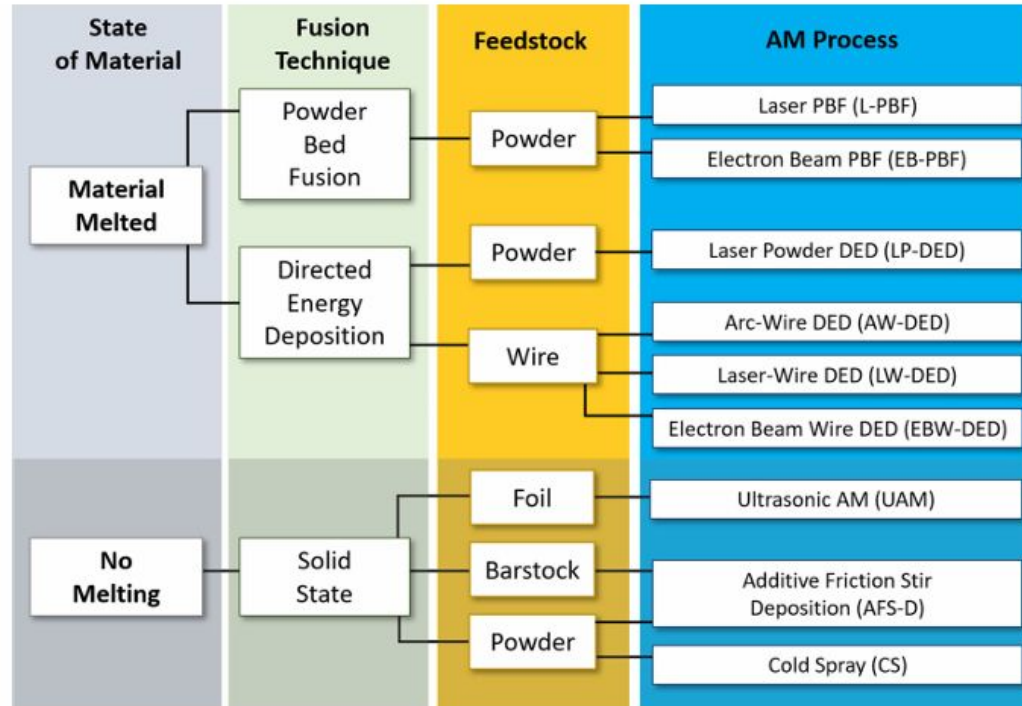 State
of Material
Fusion
Technique
Feedstock
AM Process
Material
Melted
Powder
Bed
Fusion
Powder
Laser PBF (L-PBF)
Electron Beam PBF (EB-PBF)
Directed
Energy
Deposition
Powder
Laser Powder DED (LP-DED)
Wire
Arc-Wire DED (AW-DED)
Laser-Wire DED (LW-DED)
Electron Beam Wire DED (EBW-DED)
No
Melting
Solid
State
Foil
Ultrasonic AM (UAM)
Barstock
Additive Friction Stir
Deposition (AFS-D)
Powder
Cold Spray (CS)